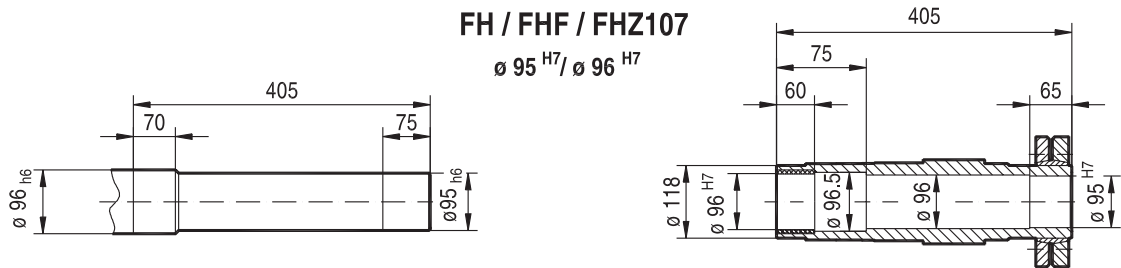 FH / FHF / FHZ107
ø 95 H7/ ø 96 H7
405
70
75
ø 96 h6
ø95 h6
405
75
60
65
ø 118
ø 96 H7
ø 96.5
ø 96
ø 95 H7